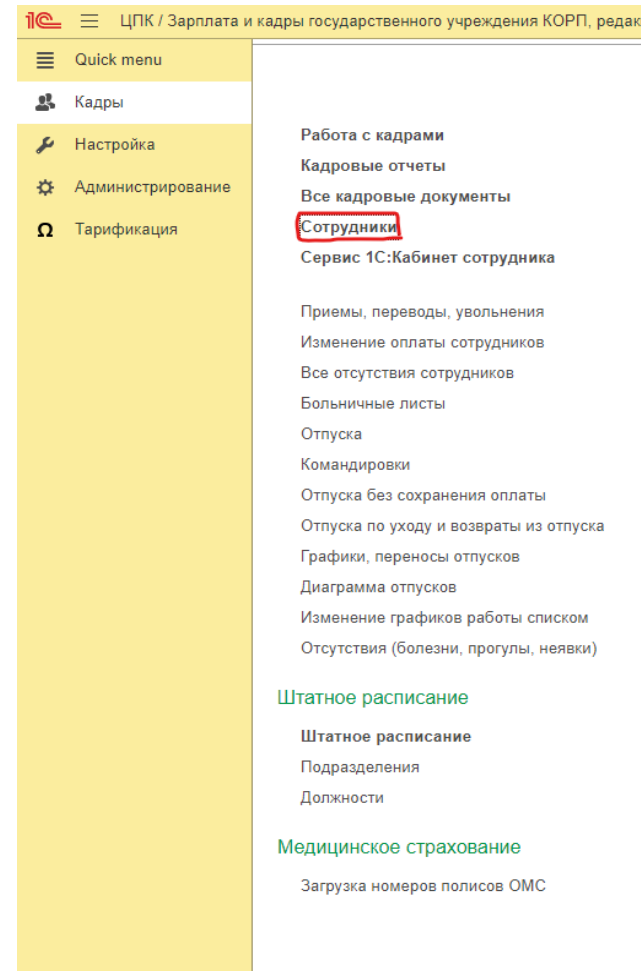 1С ЦПК / Зарплата и кадры государственного учреждения КОРП, редак
Quick menu
Кадры
Настройка
Администрирование
Тарификация
Работа с кадрами
Кадровые отчеты
Все кадровые документы
Сотрудники
Сервис 1С:Кабинет сотрудника
Приемы, переводы, увольнения
Изменение оплаты сотрудников
Все отсутствия сотрудников
Больничные листы
Отпуска
Командировки
Отпуска без сохранения оплаты
Отпуска по уходу и возвраты из отпуска
Графики, переносы отпусков
Диаграмма отпусков
Изменение графиков работы списком
Отсутствия (болезни, прогулы, неявки)
Штатное расписание
Штатное расписание
Подразделения
Должности
Медицинское страхование
Загрузка номеров полисов ОМС